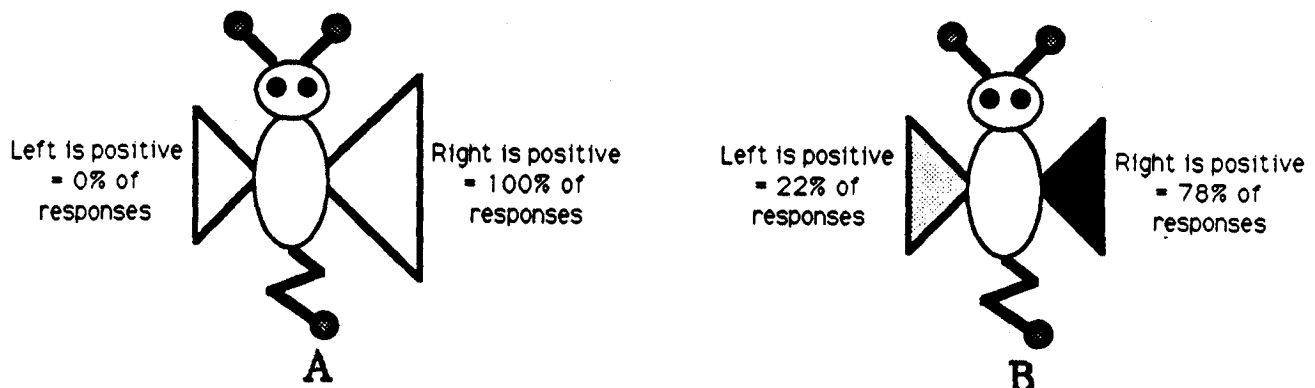 Left is positive
= 0% of
responses
Right is positive
= 100% of
responses
A
Left is positive
= 22% of
responses
Right is positive
= 78% of
responses
B